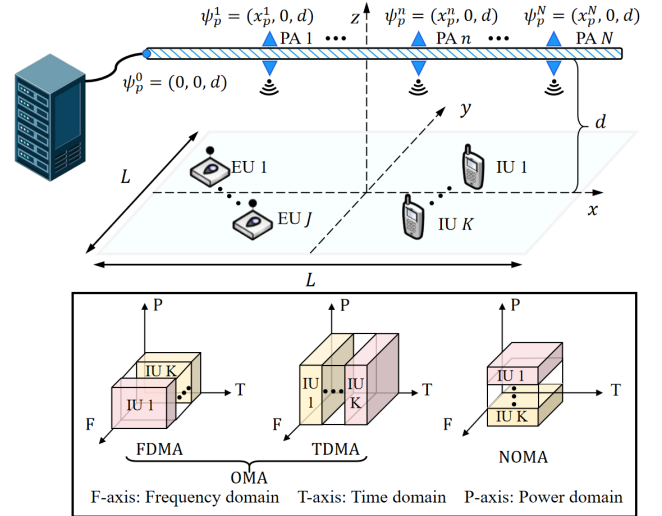 ψ_p^1 = (x_p^1, 0, d)
z
ψ_p^n = (x_p^n, 0, d)
ψ_p^N = (x_p^N, 0, d)
PA 1 ••• PA n ••• PA N
ψ_p^0 = (0, 0, d)
y
d
L
EU 1
IU 1
EU J
IU K
x
L
P P P
IU K
IU 1
IU 1 ••• IU K
IU 1
IU K
T T T
F F F
FDMA TDMA NOMA
OMA
F-axis: Frequency domain T-axis: Time domain P-axis: Power domain